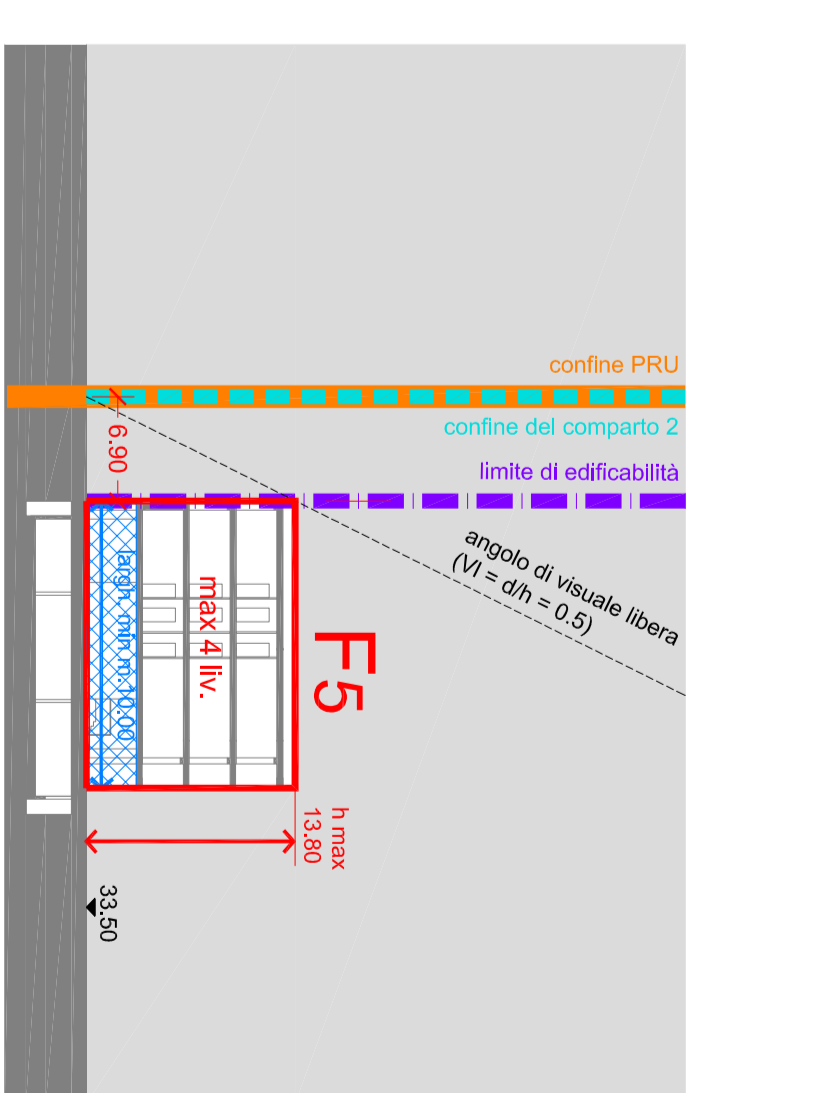 confine PRU
confine del comparto 2
limite di edificabilità
angolo di visuale libera
(VI = d/h = 0.5)
6.90
largh. min m.10.00
max 4 liv.
F5
h max
13.80
33.50